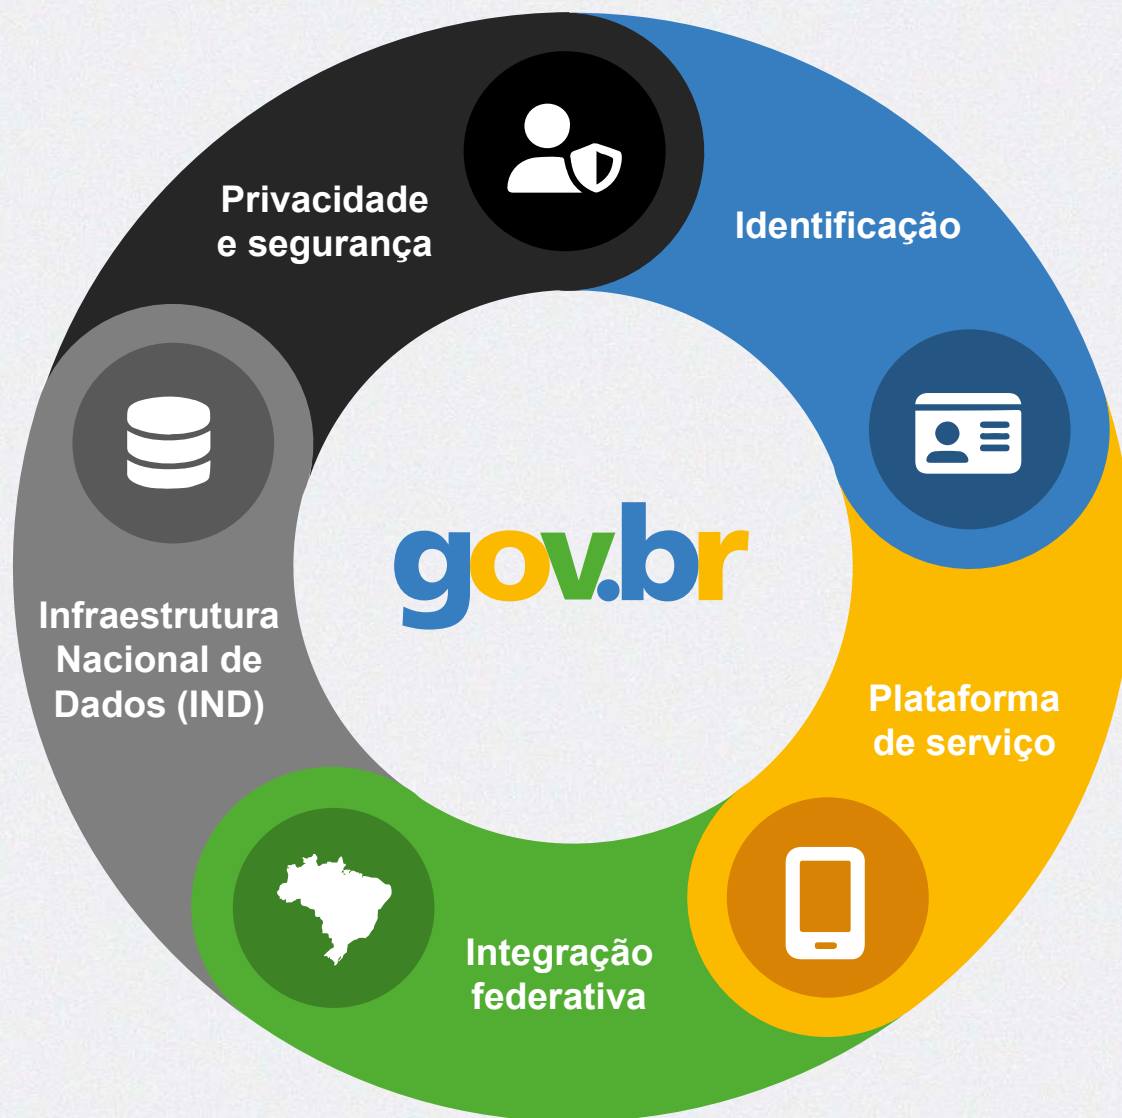 Privacidade
e segurança
Identificação
gov.br
Infraestrutura
Nacional de
Dados (IND)
Plataforma
de serviço
Integração
federativa